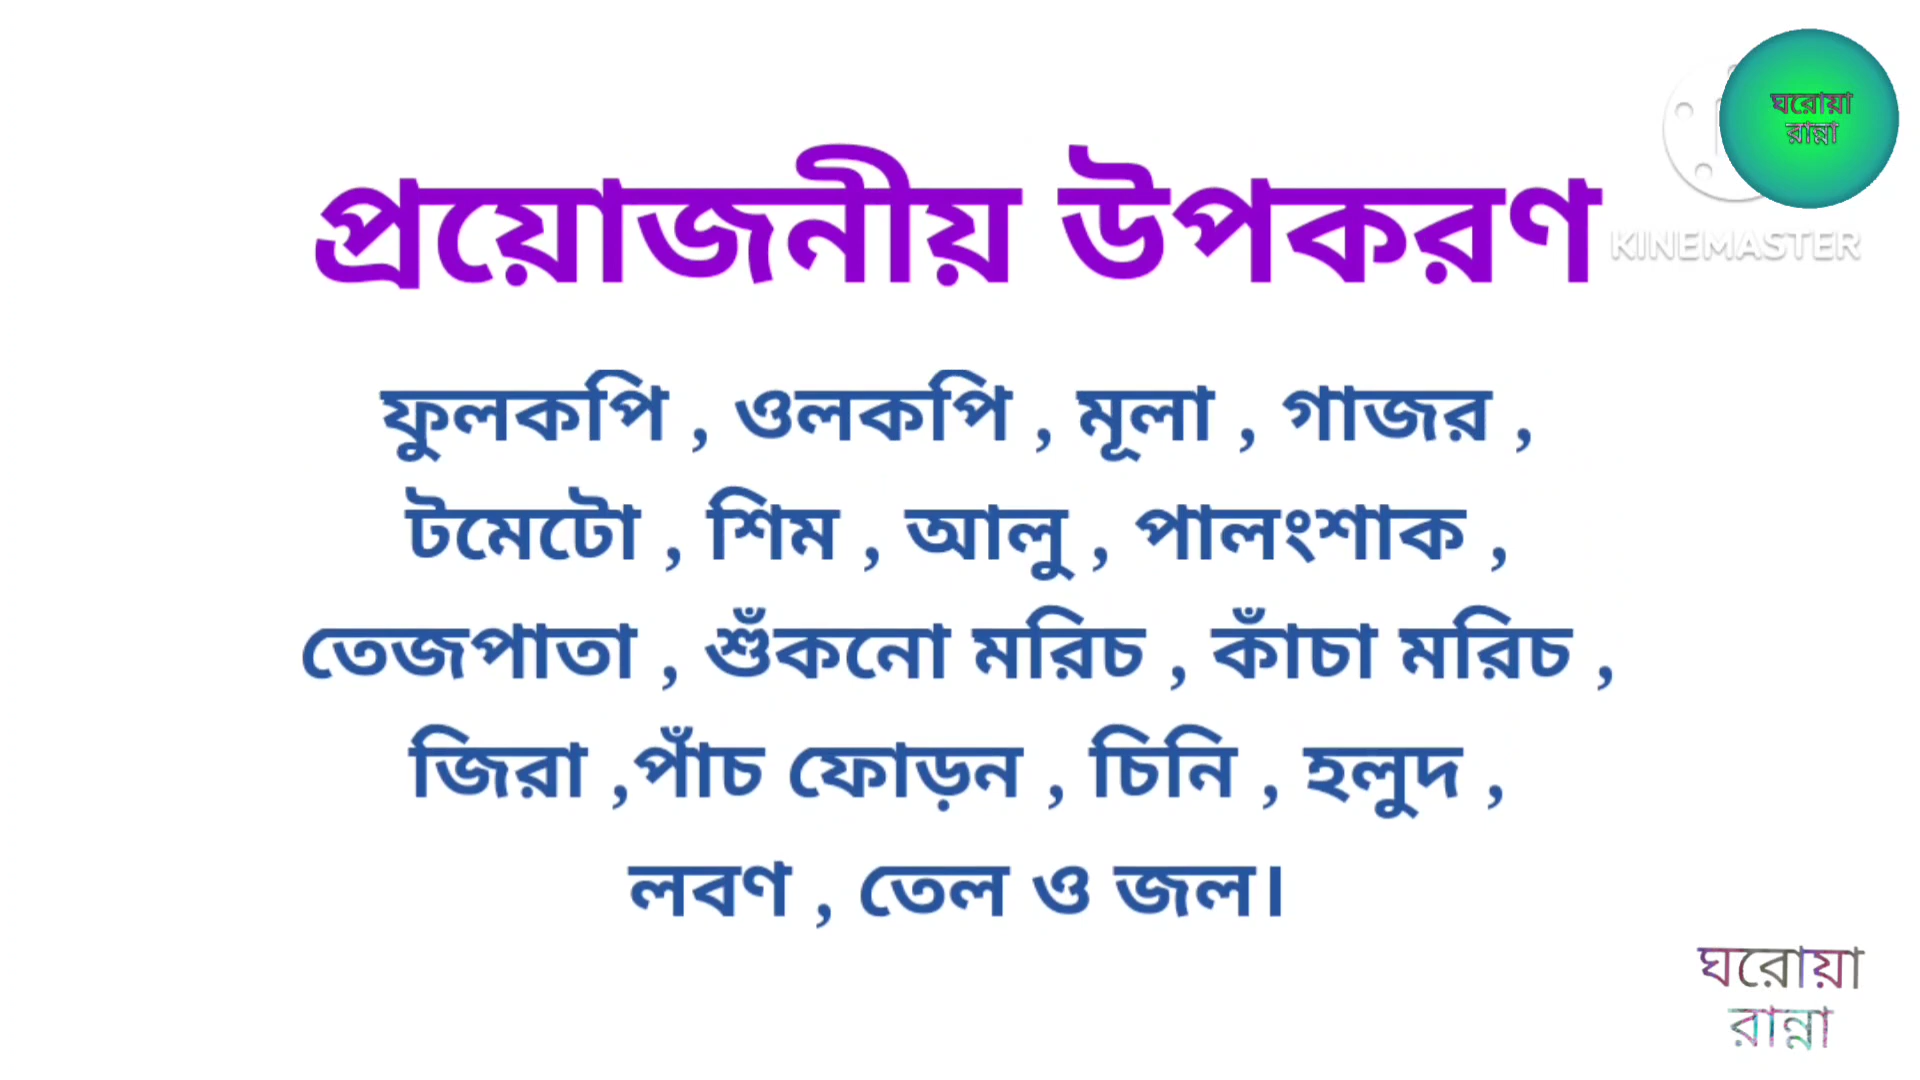 ঘরোয়া
রান্না
KINEMASTER
প্রয়োজনীয় উপকরণ
ফুলকপি , ওলকপি , মূলা , গাজর ,
টমেটো , শিম , আলু , পালংশাক ,
তেজপাতা , শুঁকনো মরিচ , কাঁচা মরিচ ,
জিরা ,পাঁচ ফোড়ন , চিনি , হলুদ ,
লবণ , তেল ও জল।
ঘরোয়া
রান্না